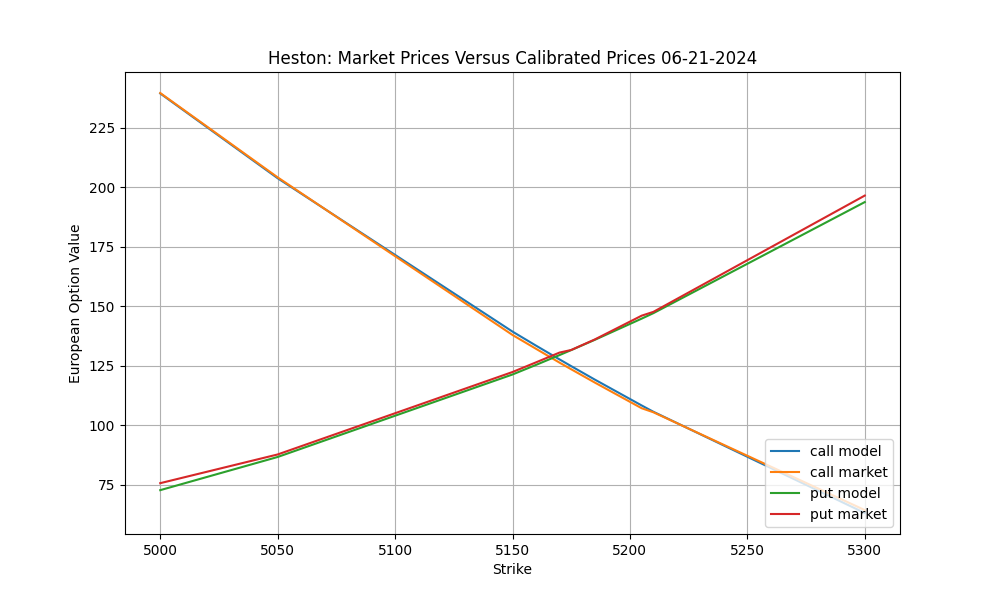 Heston: Market Prices Versus Calibrated Prices 06-21-2024
European Option Value
225
200
175
150
125
100
75
5000
5050
5100
5150
5200
5250
5300
Strike
call model
call market
put model
put market